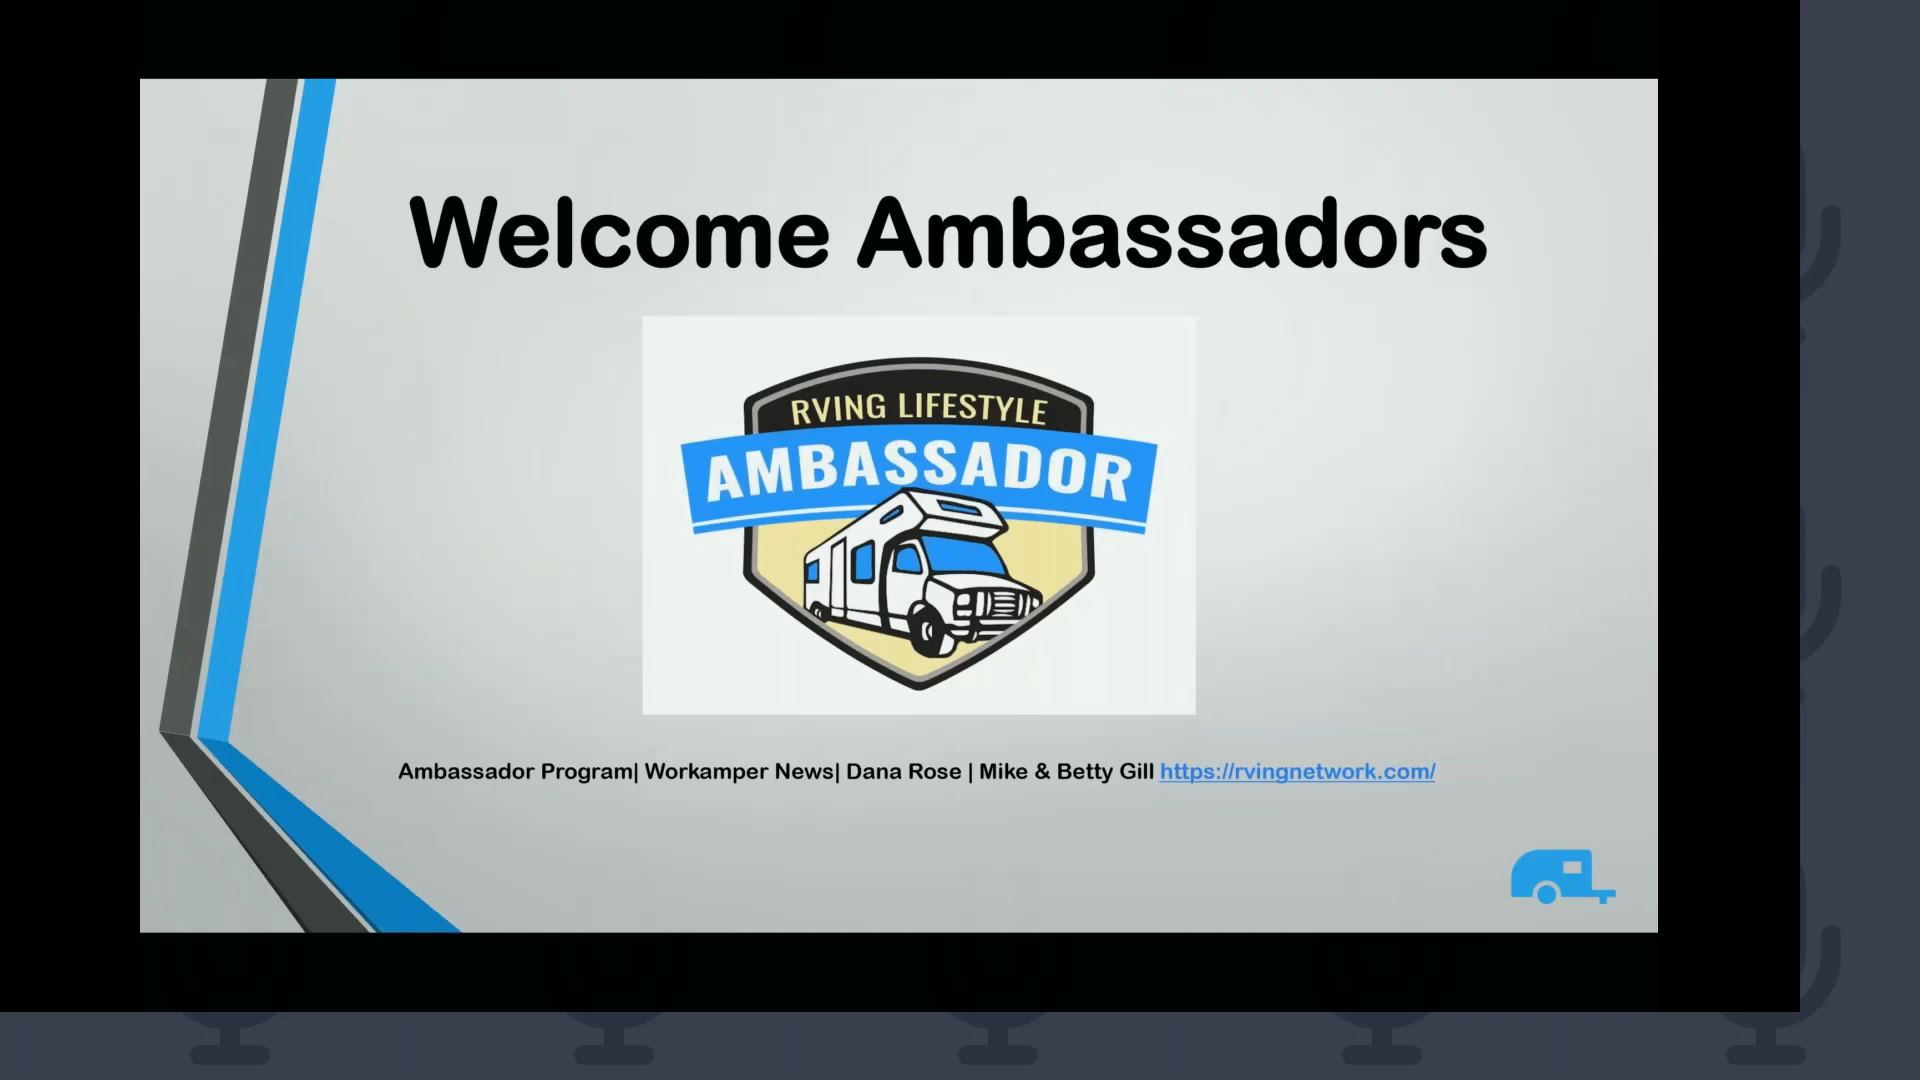 Welcome Ambassadors
RVING LIFESTYLE
AMBASSADOR
Ambassador Program| Workamper News| Dana Rose | Mike & Betty Gill https://rvingnetwork.com/